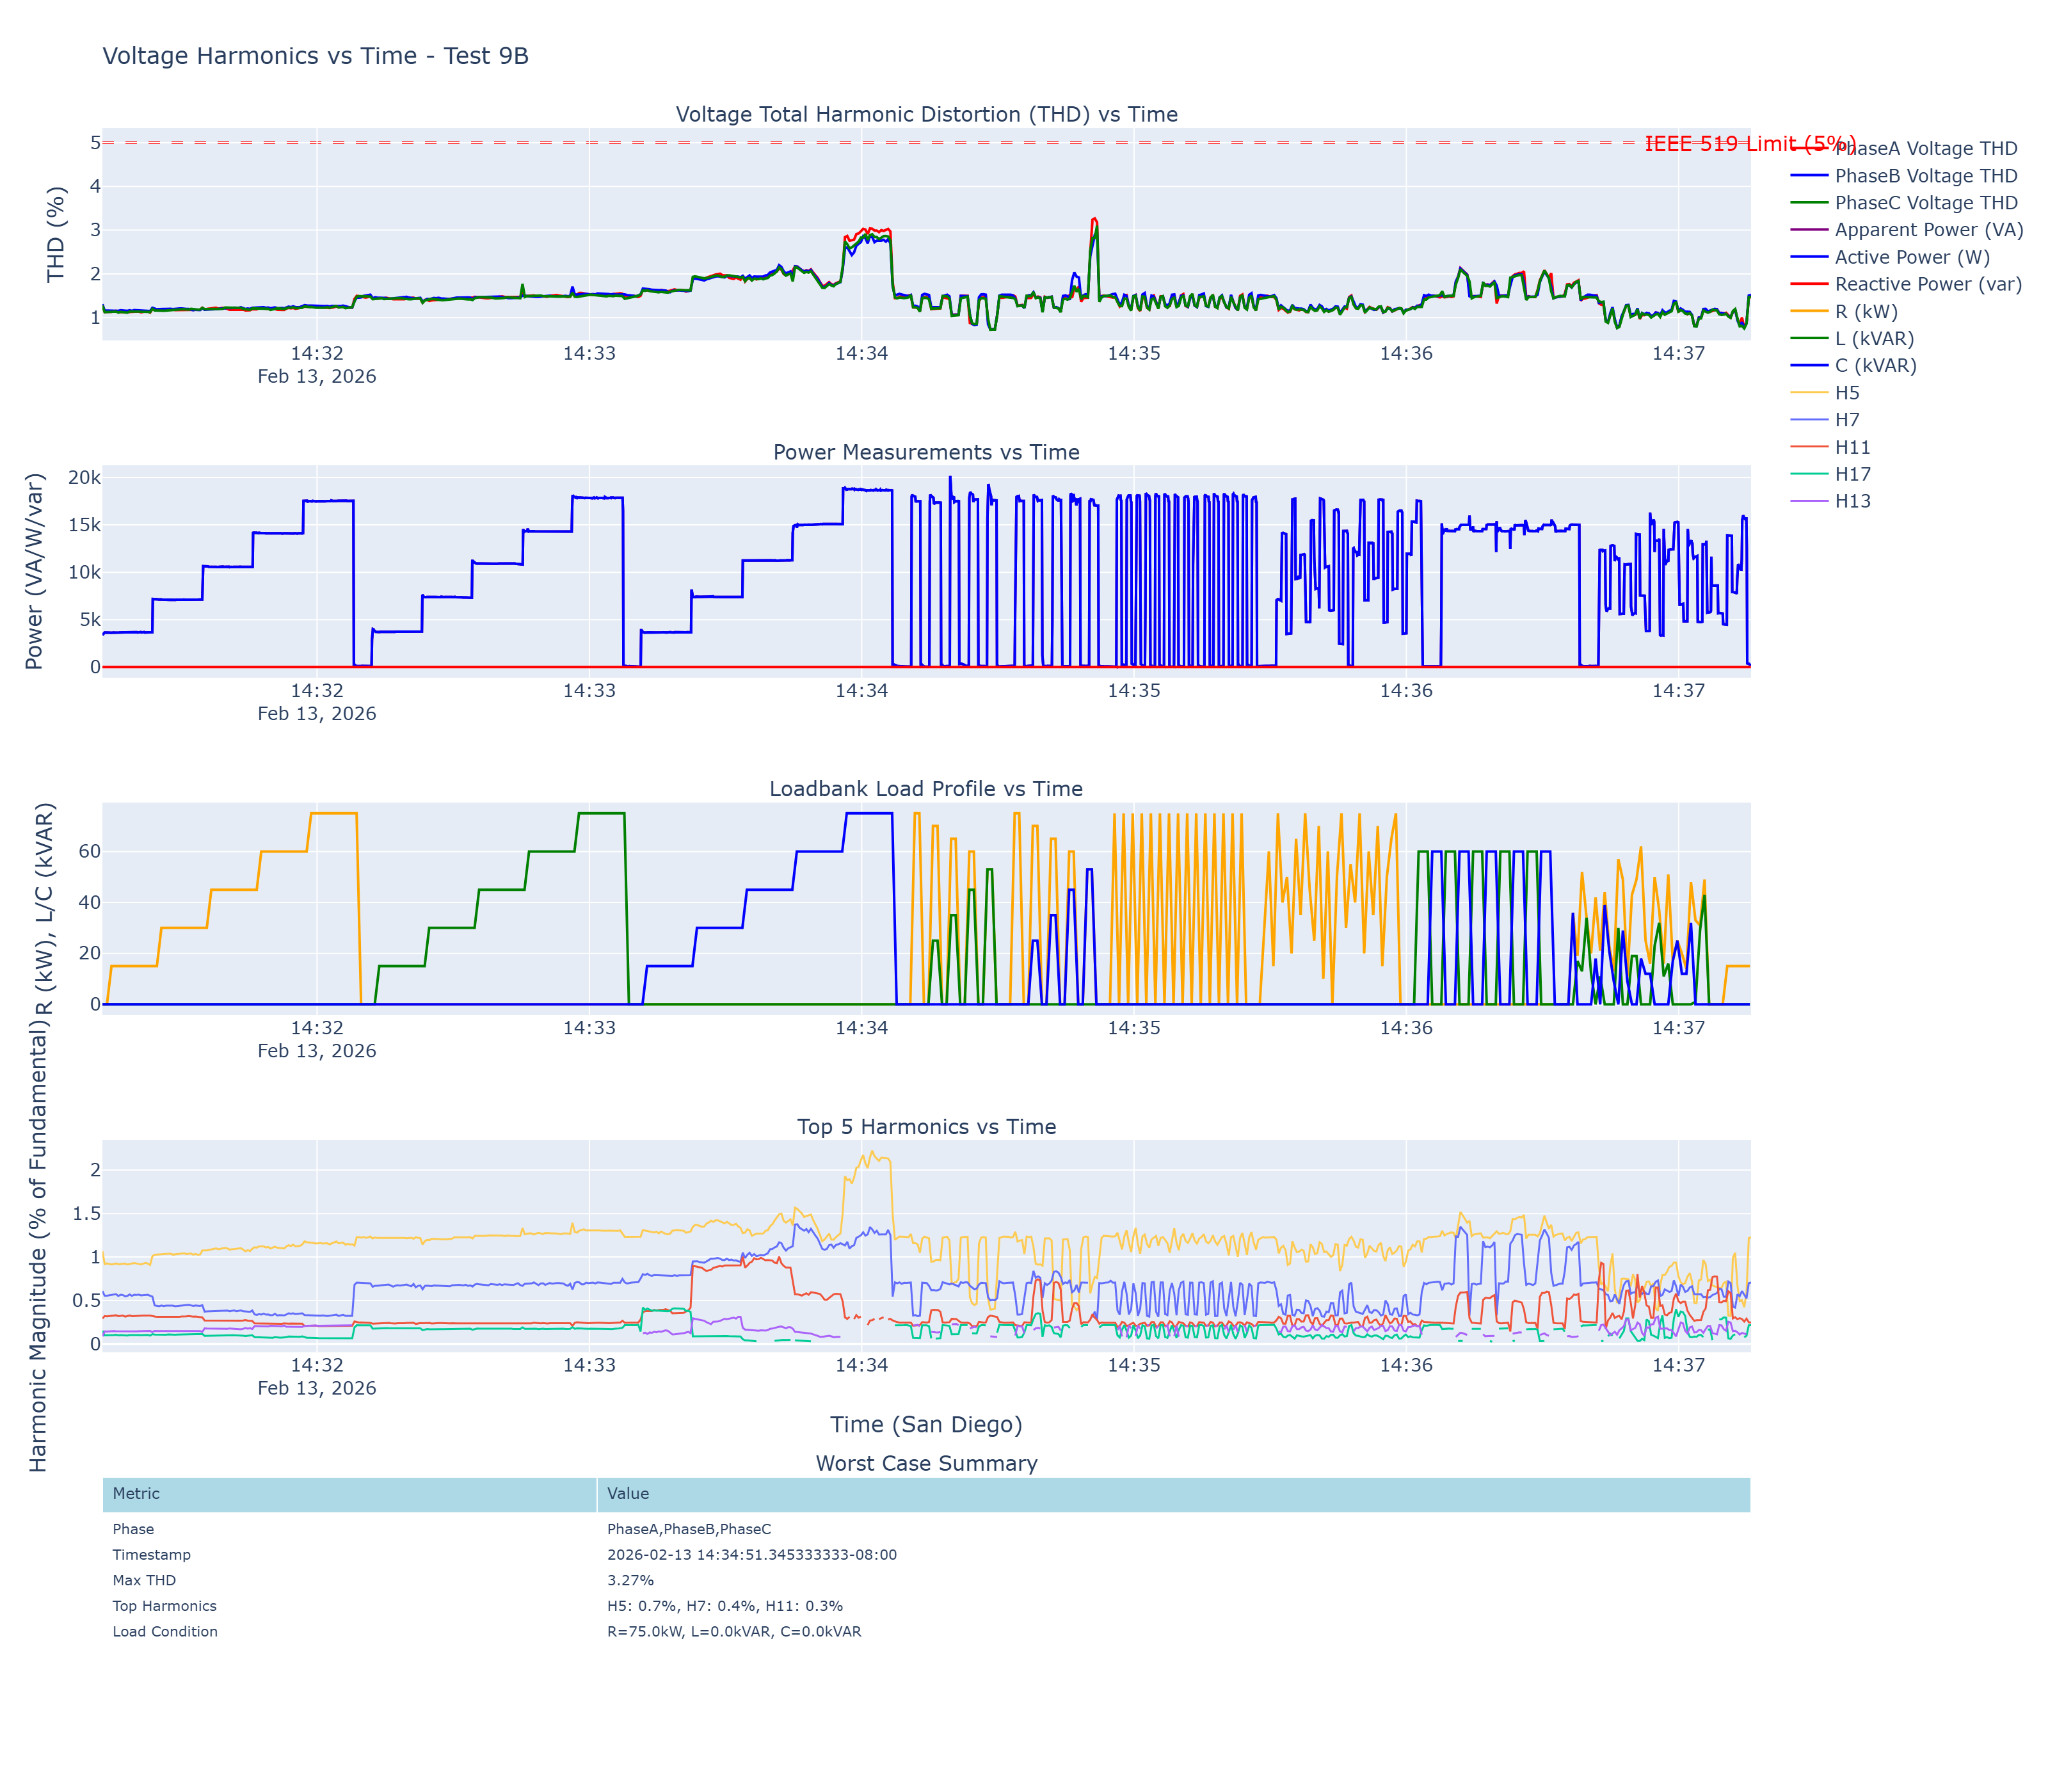 Voltage Harmonics vs Time - Test 9B
Voltage Total Harmonic Distortion (THD) vs Time
THD (%)
5
4
3
2
1
IEEE 519 Limit (5%)
14:32
14:33
14:34
14:35
14:36
14:37
Feb 13, 2026
PhaseA Voltage THD
PhaseB Voltage THD
PhaseC Voltage THD
Apparent Power (VA)
Active Power (W)
Reactive Power (var)
R (kW)
L (kVAR)
C (kVAR)
H5
H7
H11
H17
H13
Power Measurements vs Time
Power (VA/W/var)
20k
15k
10k
5k
0
14:32
14:33
14:34
14:35
14:36
14:37
Feb 13, 2026
Loadbank Load Profile vs Time
R (kW), L/C (kVAR)
60
40
20
0
14:32
14:33
14:34
14:35
14:36
14:37
Feb 13, 2026
Top 5 Harmonics vs Time
Harmonic Magnitude (% of Fundamental)
2
1.5
1
0.5
0
14:32
14:33
14:34
14:35
14:36
14:37
Feb 13, 2026
Time (San Diego)
Worst Case Summary
Metric Value
Phase PhaseA,PhaseB,PhaseC
Timestamp 2026-02-13 14:34:51.345333333-08:00
Max THD 3.27%
Top Harmonics H5: 0.7%, H7: 0.4%, H11: 0.3%
Load Condition R=75.0kW, L=0.0kVAR, C=0.0kVAR